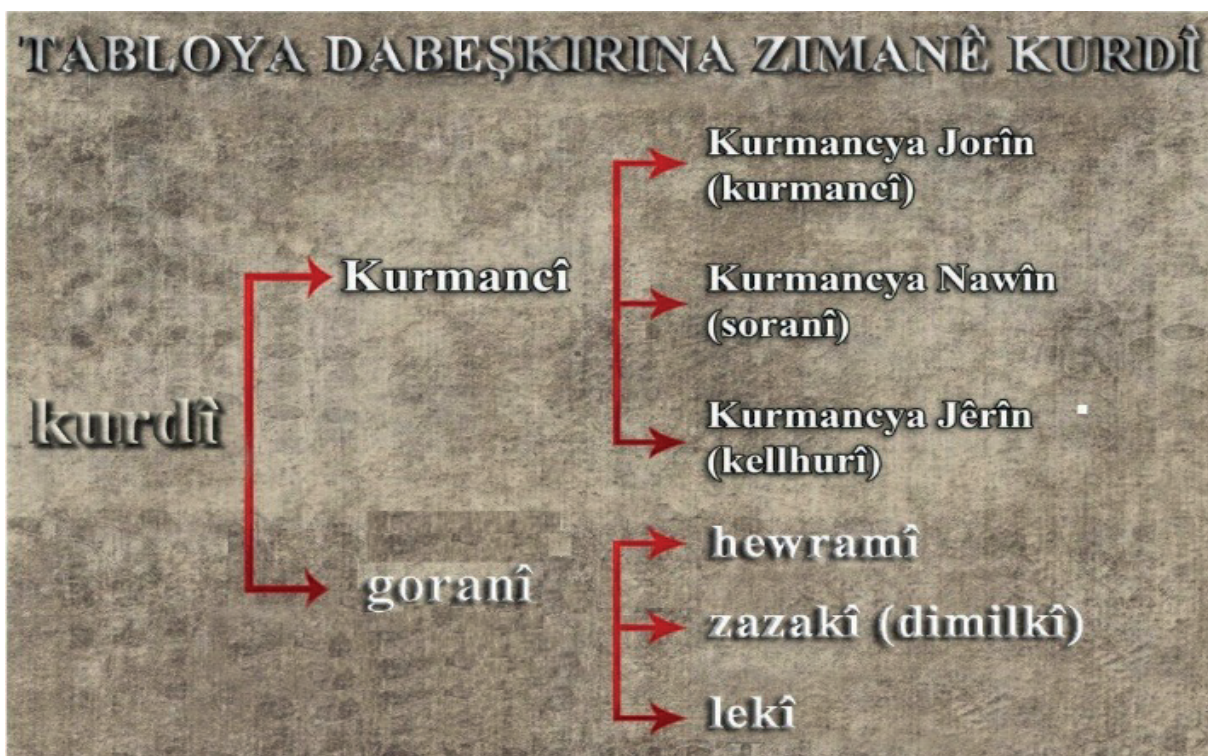 TABLOYA DABEŞKIRINA ZIMANÊ KURDÎ
kurdî
Kurmancî
Kurmancya Jorîn
(kurmancî)
Kurmancya Nawîn
(soranî)
Kurmancya Jêrîn
(kellhurî)
goranî
hewramî
zazakî (dimilkî)
lekî